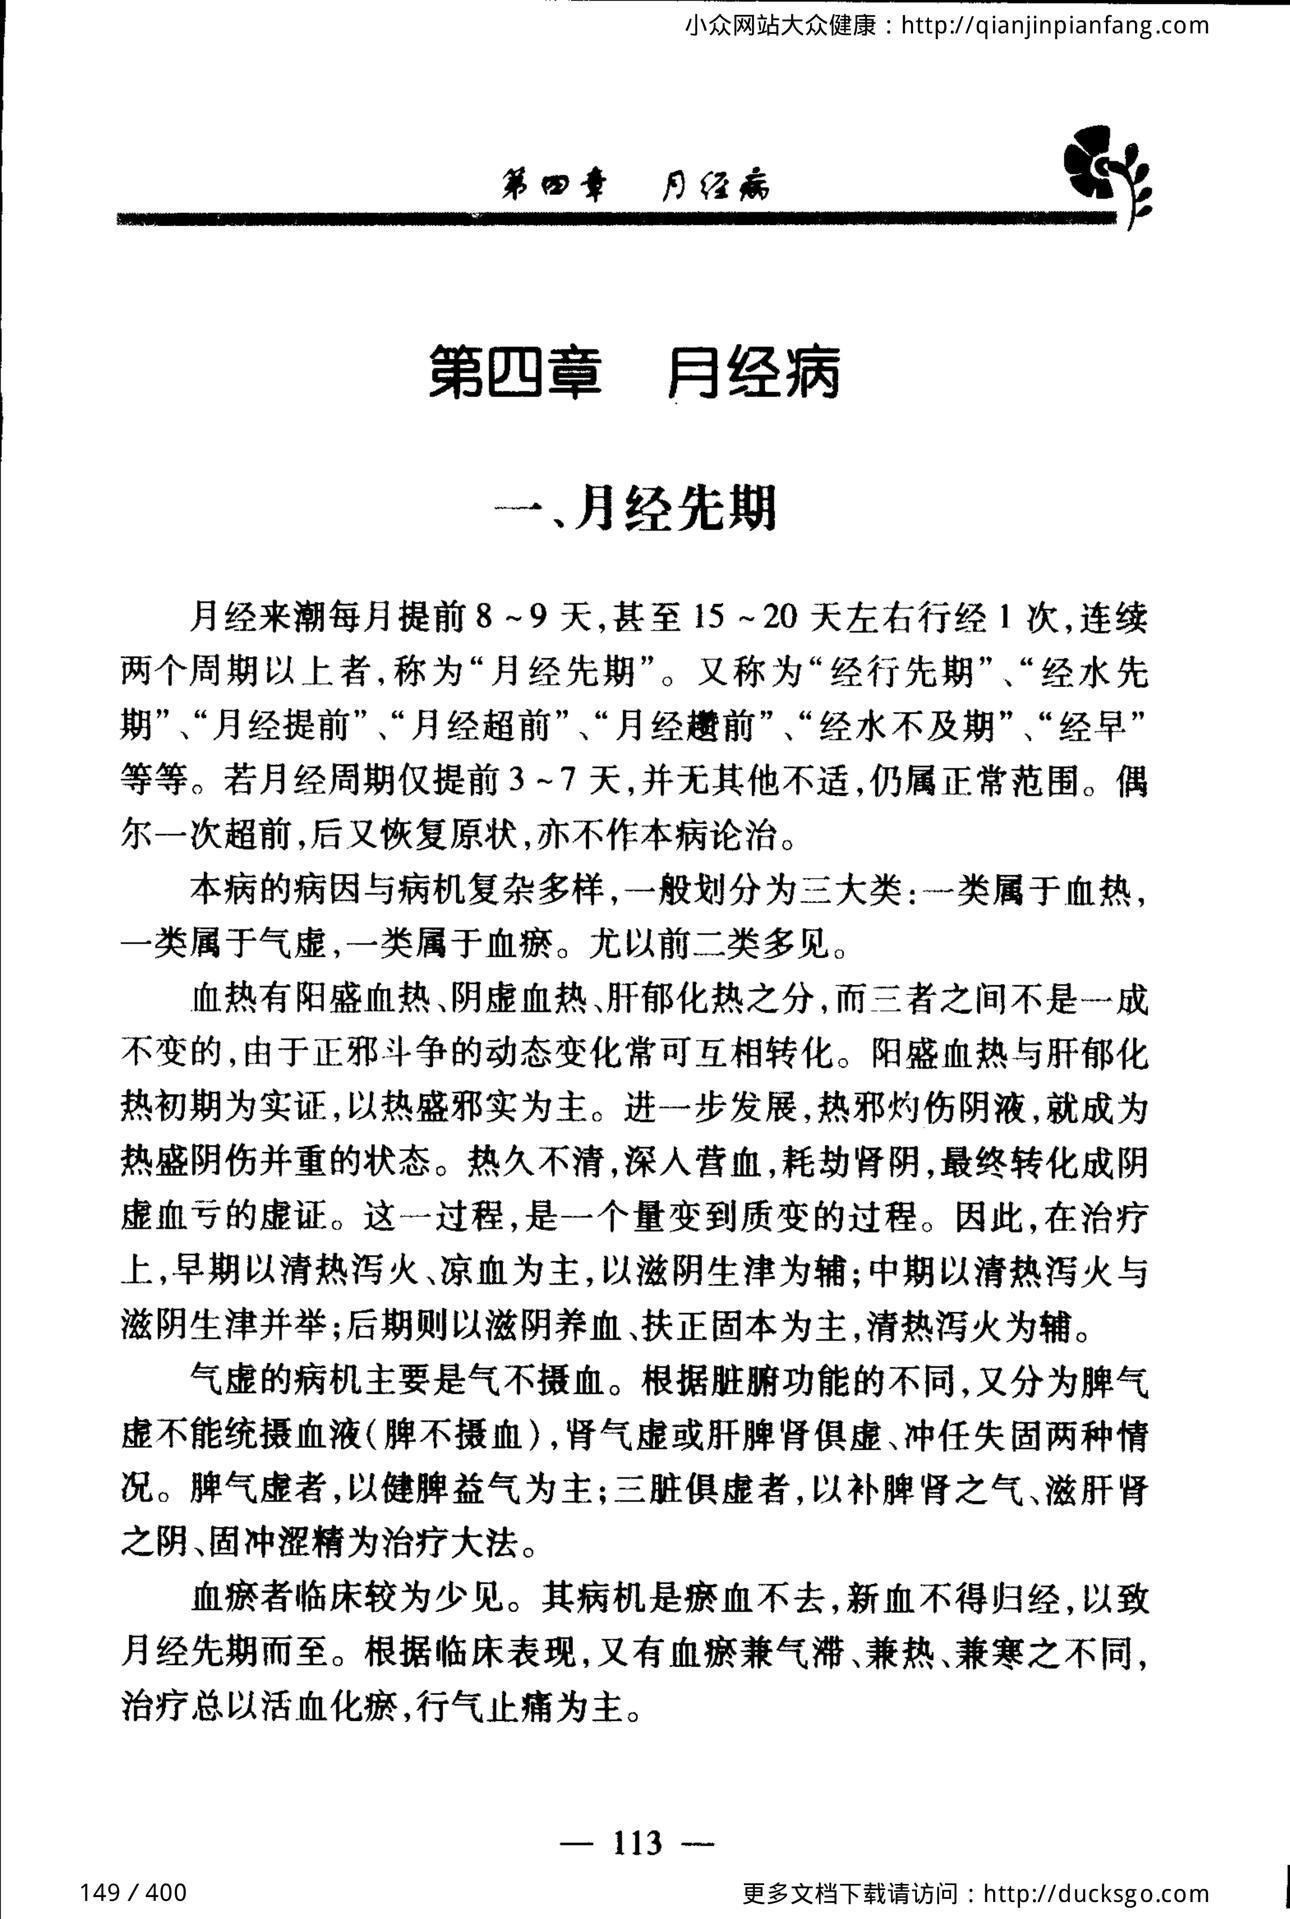 小众网站大众健康：http://qianjinpianfang.com
第四章 月经病
第四章 月经病
一、月经先期
月经来潮每月提前8～9天,甚至15～20天左右行经1次,连续
两个周期以上者,称为“月经先期”。又称为“经行先期”、“经水先
期”、“月经提前”、“月经超前”、“月经趱前”、“经水不及期”、“经早”
等等。若月经周期仅提前3～7天,并无其他不适,仍属正常范围。偶
尔一次超前,后又恢复原状,亦不作本病论治。
本病的病因与病机复杂多样,一般划分为三大类:一类属于血热,
一类属于气虚,一类属于血瘀。尤以前二类多见。
血热有阳盛血热、阴虚血热、肝郁化热之分,而三者之间不是一成
不变的,由于正邪斗争的动态变化常可互相转化。阳盛血热与肝郁化
热初期为实证,以热盛邪实为主。进一步发展,热邪灼伤阴液,就成为
热盛阴伤并重的状态。热久不清,深入营血,耗劫肾阴,最终转化成阴
虚血亏的虚证。这一过程,是一个量变到质变的过程。因此,在治疗
上,早期以清热泻火、凉血为主,以滋阴生津为辅;中期以清热泻火与
滋阴生津并举;后期则以滋阴养血、扶正固本为主,清热泻火为辅。
气虚的病机主要是气不摄血。根据脏腑功能的不同,又分为脾气
虚不能统摄血液(脾不摄血),肾气虚或肝脾肾俱虚、冲任失固两种情
况。脾气虚者,以健脾益气为主;三脏俱虚者,以补脾肾之气、滋肝肾
之阴、固冲涩精为治疗大法。
血瘀者临床较为少见。其病机是瘀血不去,新血不得归经,以致
月经先期而至。根据临床表现,又有血瘀兼气滞、兼热、兼寒之不同,
治疗总以活血化瘀,行气止痛为主。
— 113 —
149 / 400
更多文档下载请访问：http://ducksgo.com